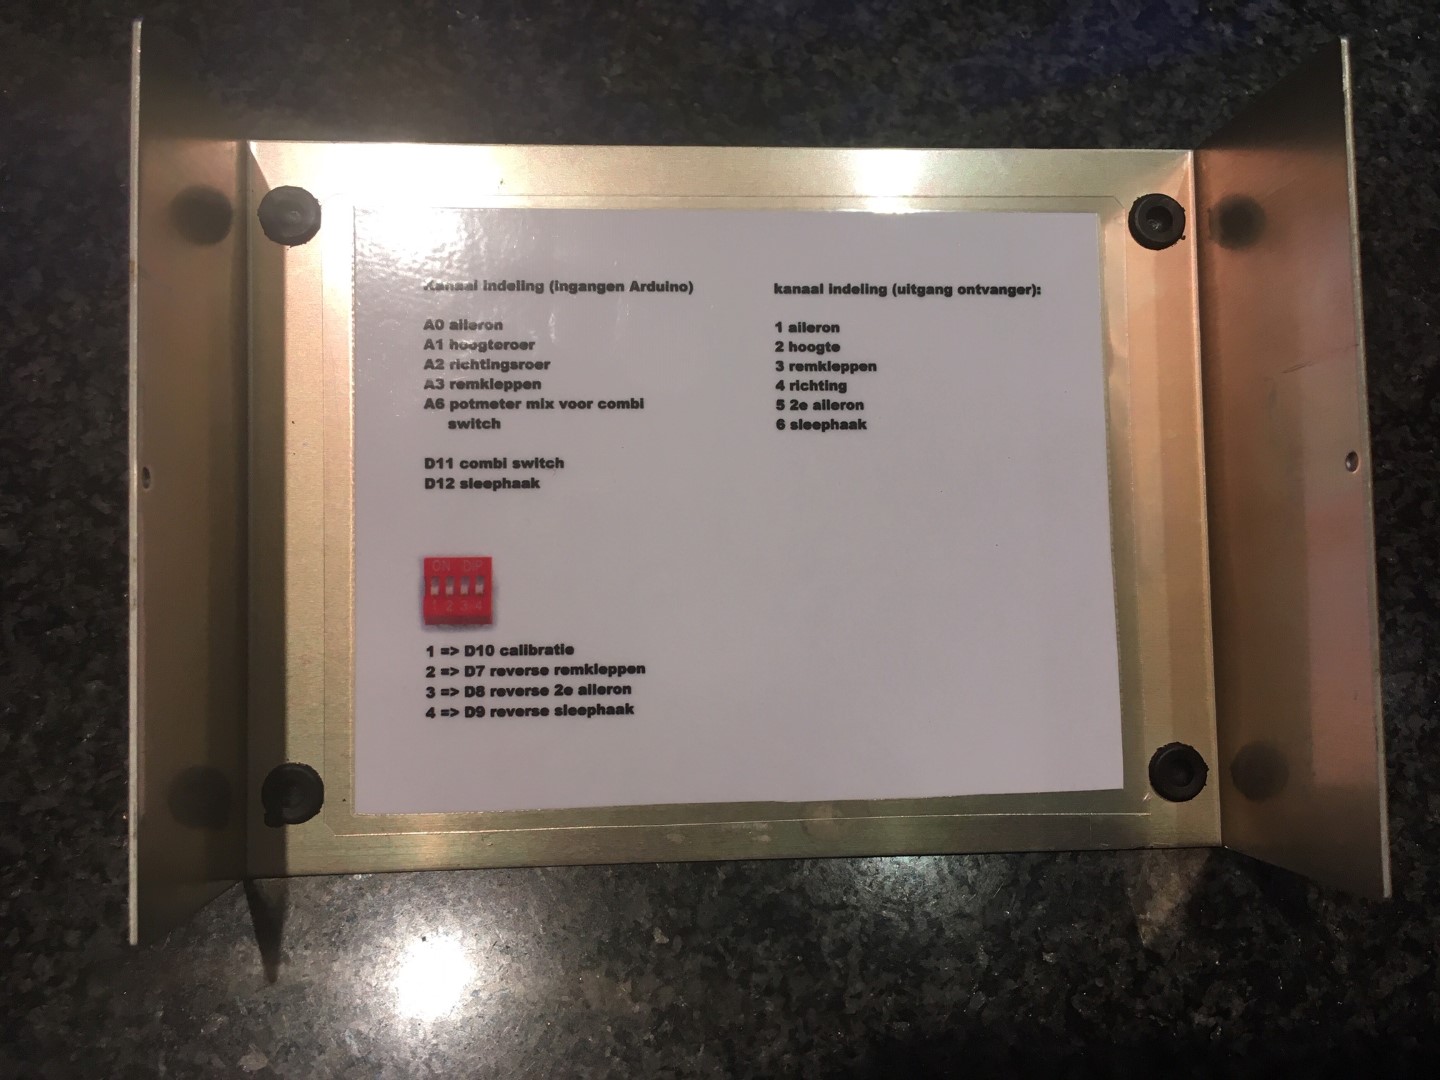 Kanaal indeling (ingangen Arduino)
A0 aileron
A1 hoogteroer
A2 richtingsroer
A3 remkleppen
A6 potmeter mix voor combi
switch
D11 combi switch
D12 sleephaak
ON DIP
1 2 3 4
1 => D10 calibratie
2 => D7 reverse remkleppen
3 => D8 reverse 2e aileron
4 => D9 reverse sleephaak
kanaal indeling (uitgang ontvanger):
1 aileron
2 hoogte
3 remkleppen
4 richting
5 2e aileron
6 sleephaak